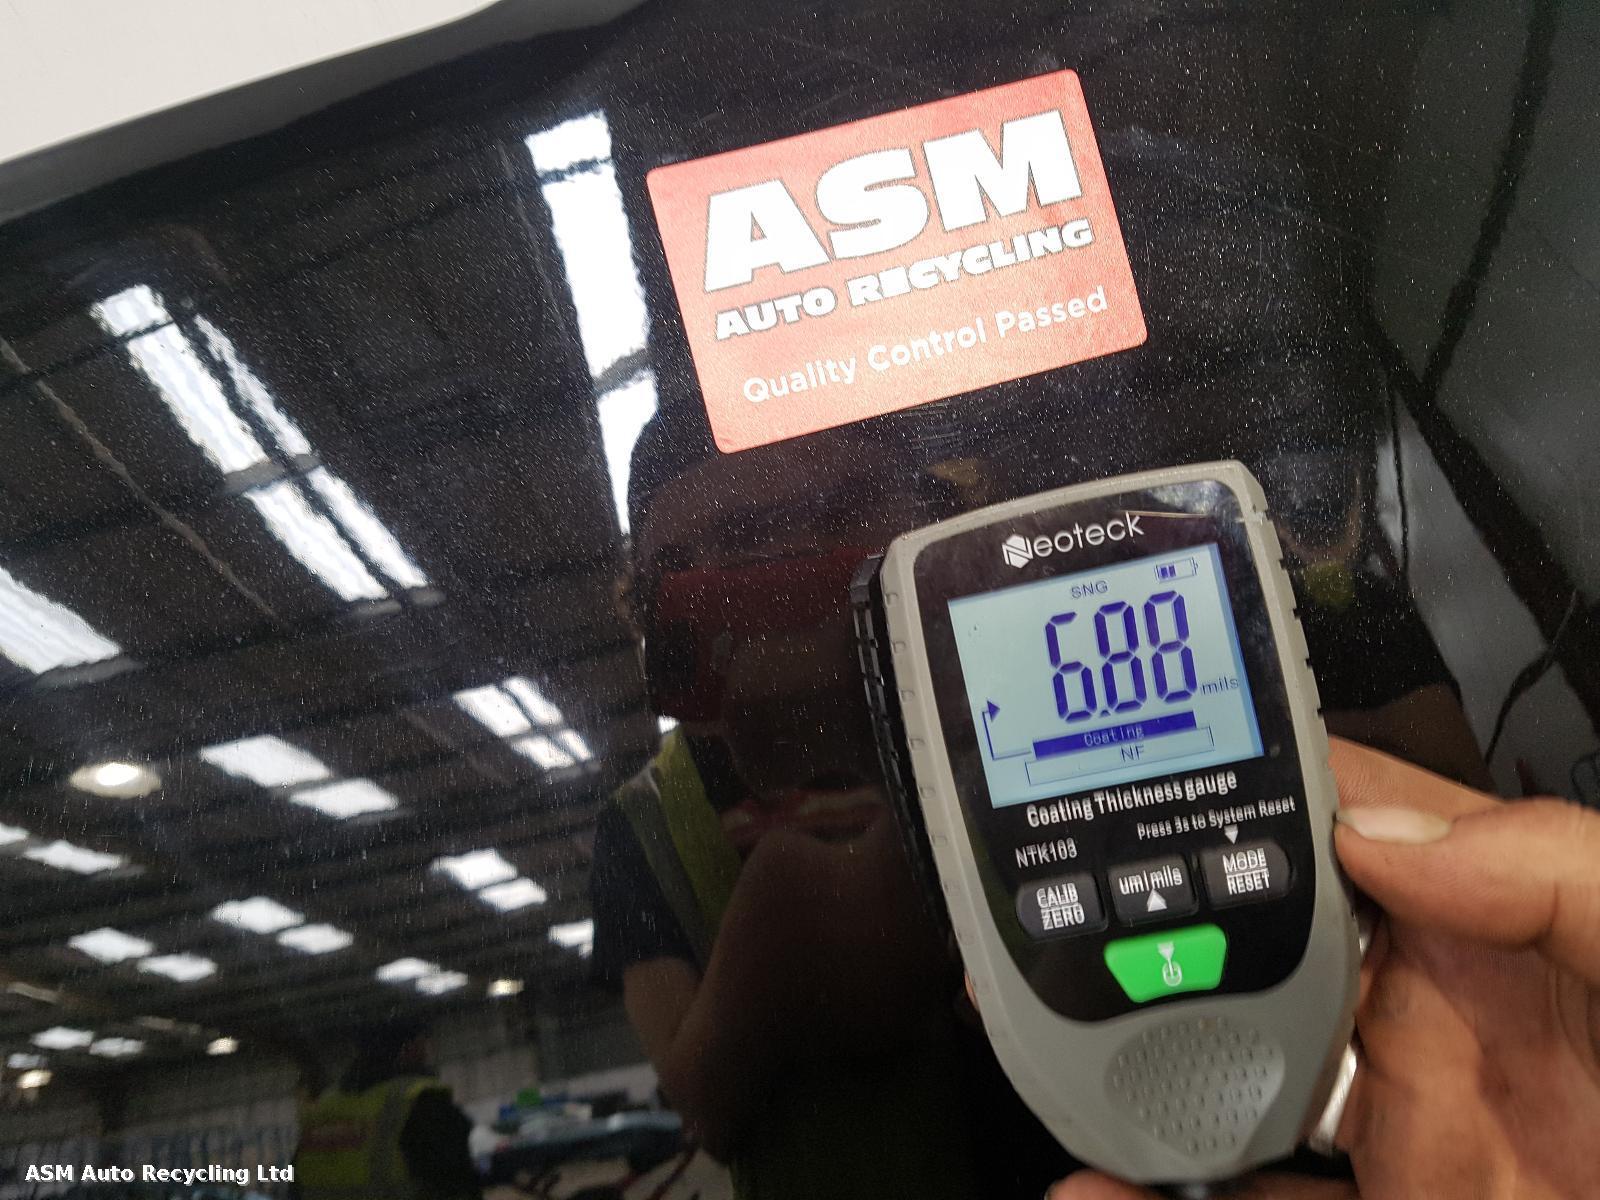 ASM
AUTO RECYCLING
Quality Control Passed
Neoteck
SNG
6.88 mils
Coating
NF
Coating Thickness gauge
Press 3s to System Reset
NTK103
CALIB
ZERO
um/mils
MODE
RESET
ASM Auto Recycling Ltd